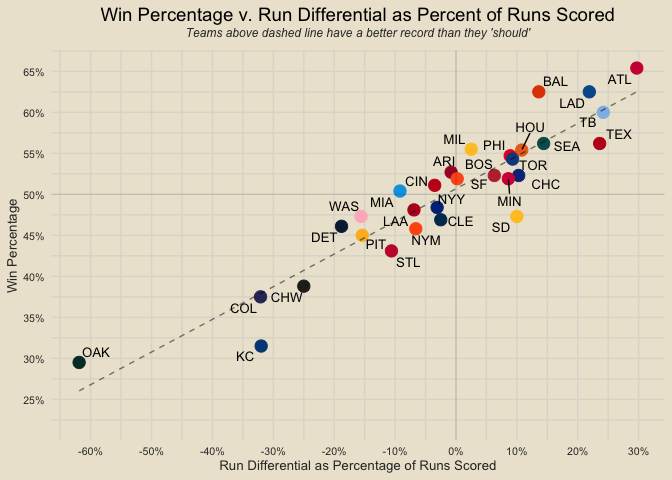 Win Percentage v. Run Differential as Percent of Runs Scored
Teams above dashed line have a better record than they 'should'
65%
60%
55%
50%
45%
40%
35%
30%
25%
Win Percentage
ATL
BAL
LAD
TB
HOU
TEX
MIL
PHI
SEA
ARI
BOS
TOR
CIN
SF
CHC
MIA
NYY
MIN
WAS
LAA
CLE
SD
DET
PIT
NYM
STL
CHW
COL
KC
OAK
-60%
-50%
-40%
-30%
-20%
-10%
0%
10%
20%
30%
Run Differential as Percentage of Runs Scored